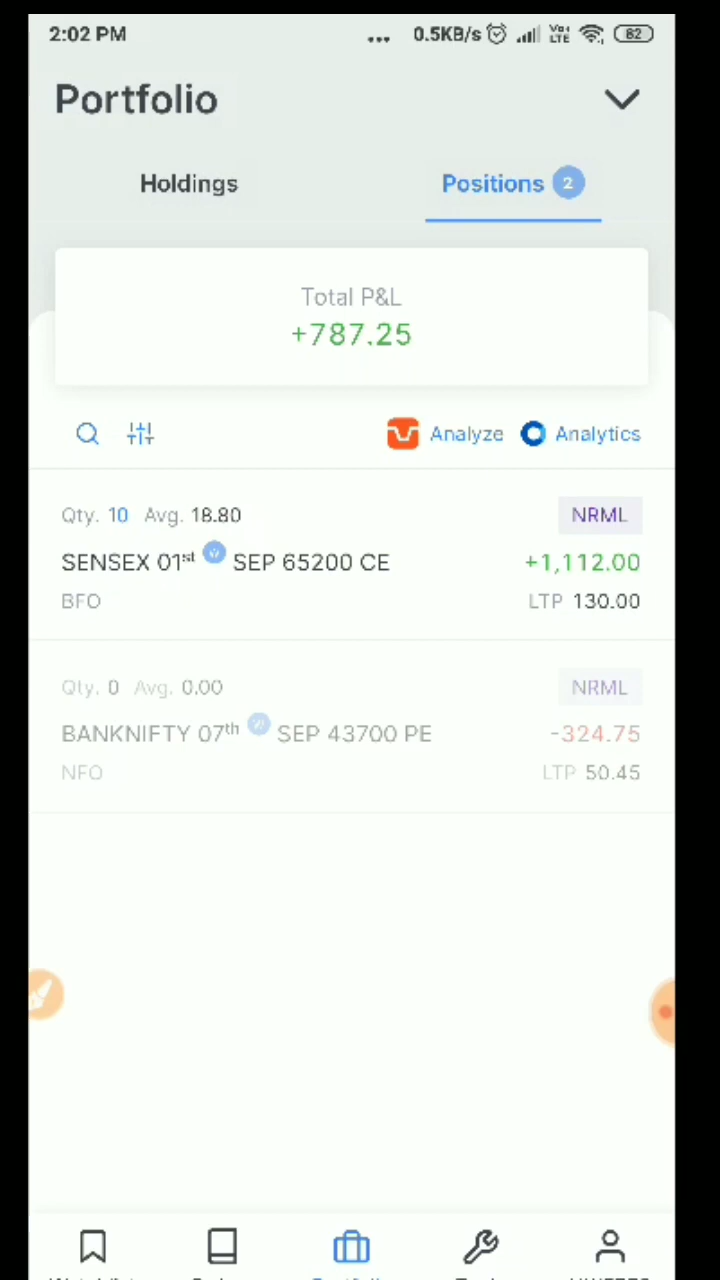 2:02 PM ... 0.5KB/s Vo LTE 82
Portfolio
Holdings Positions 2
Total P&L
+787.25
Analyze Analytics
Qty. 10 Avg. 18.80 NRML
SENSEX 01st w SEP 65200 CE +1,112.00
BFO LTP 130.00
Qty. 0 Avg. 0.00 NRML
BANKNIFTY 07th w SEP 43700 PE -324.75
NFO LTP 50.45